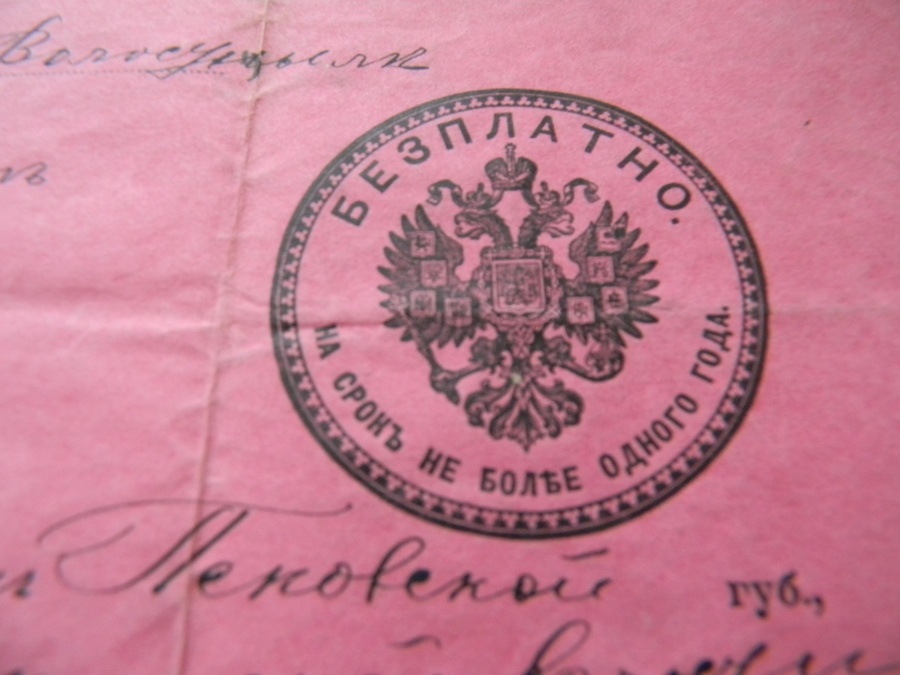 БЕЗПЛАТНО.
НА СРОКЪ НЕ БОЛѢЕ ОДНОГО ГОДА.
Псковской губ.,